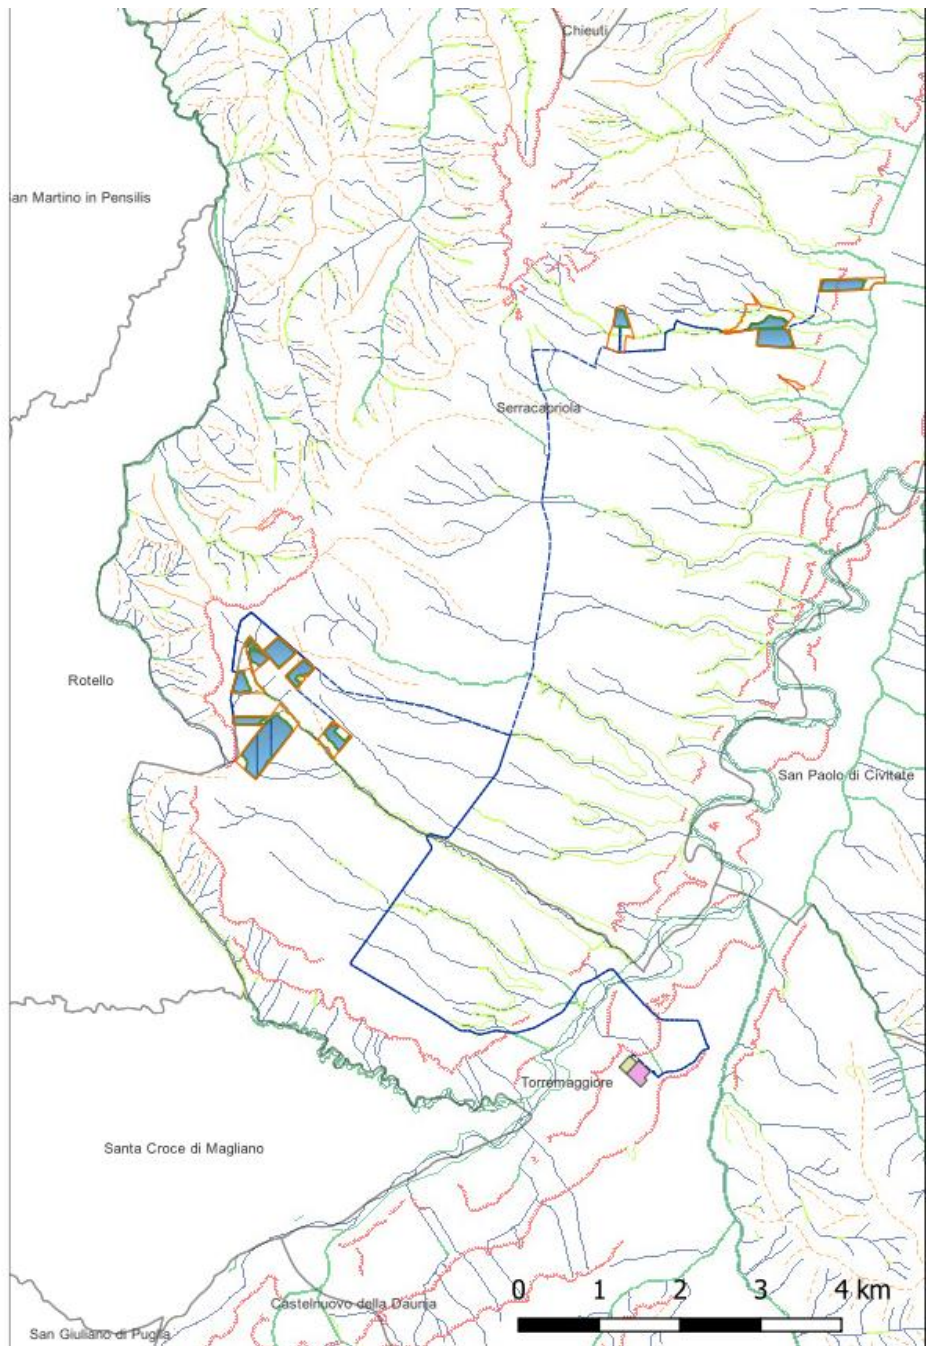 Chieuti
San Martino in Pensilis
Serracapriola
Rotello
San Paolo di Civitate
Torremaggiore
Santa Croce di Magliano
0 1 2 3 4 km
Castelnuovo della Daunia
San Giuliano di Puglia